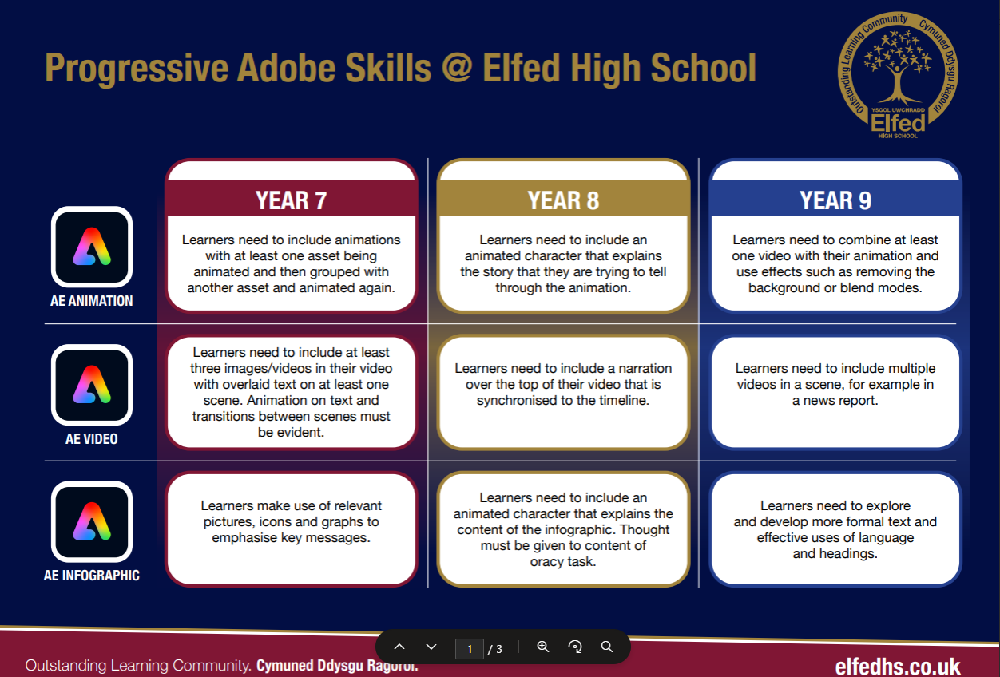 Progressive Adobe Skills @ Elfed High School
Outstanding Learning Community
Cymuned Ddysgu Ragorol
YSGOL UWCHRADD
Elfed
HIGH SCHOOL
YEAR 7
YEAR 8
YEAR 9
AE ANIMATION
Learners need to include animations
with at least one asset being
animated and then grouped with
another asset and animated again.
Learners need to include an
animated character that explains
the story that they are trying to tell
through the animation.
Learners need to combine at least
one video with their animation and
use effects such as removing the
background or blend modes.
AE VIDEO
Learners need to include at least
three images/videos in their video
with overlaid text on at least one
scene. Animation on text and
transitions between scenes must
be evident.
Learners need to include a narration
over the top of their video that is
synchronised to the timeline.
Learners need to include multiple
videos in a scene, for example in
a news report.
AE INFOGRAPHIC
Learners make use of relevant
pictures, icons and graphs to
emphasise key messages.
Learners need to include an
animated character that explains the
content of the infographic. Thought
must be given to content of
oracy task.
Learners need to explore
and develop more formal text and
effective uses of language
and headings.
1 / 3
Outstanding Learning Community. Cymuned Ddysgu Ragorol.
elfedhs.co.uk